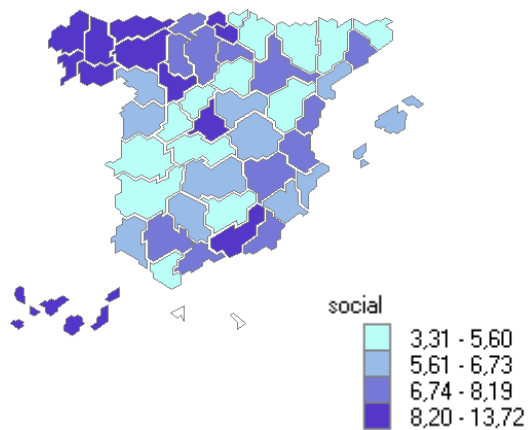 social
3,31 - 5,60
5,61 - 6,73
6,74 - 8,19
8,20 - 13,72